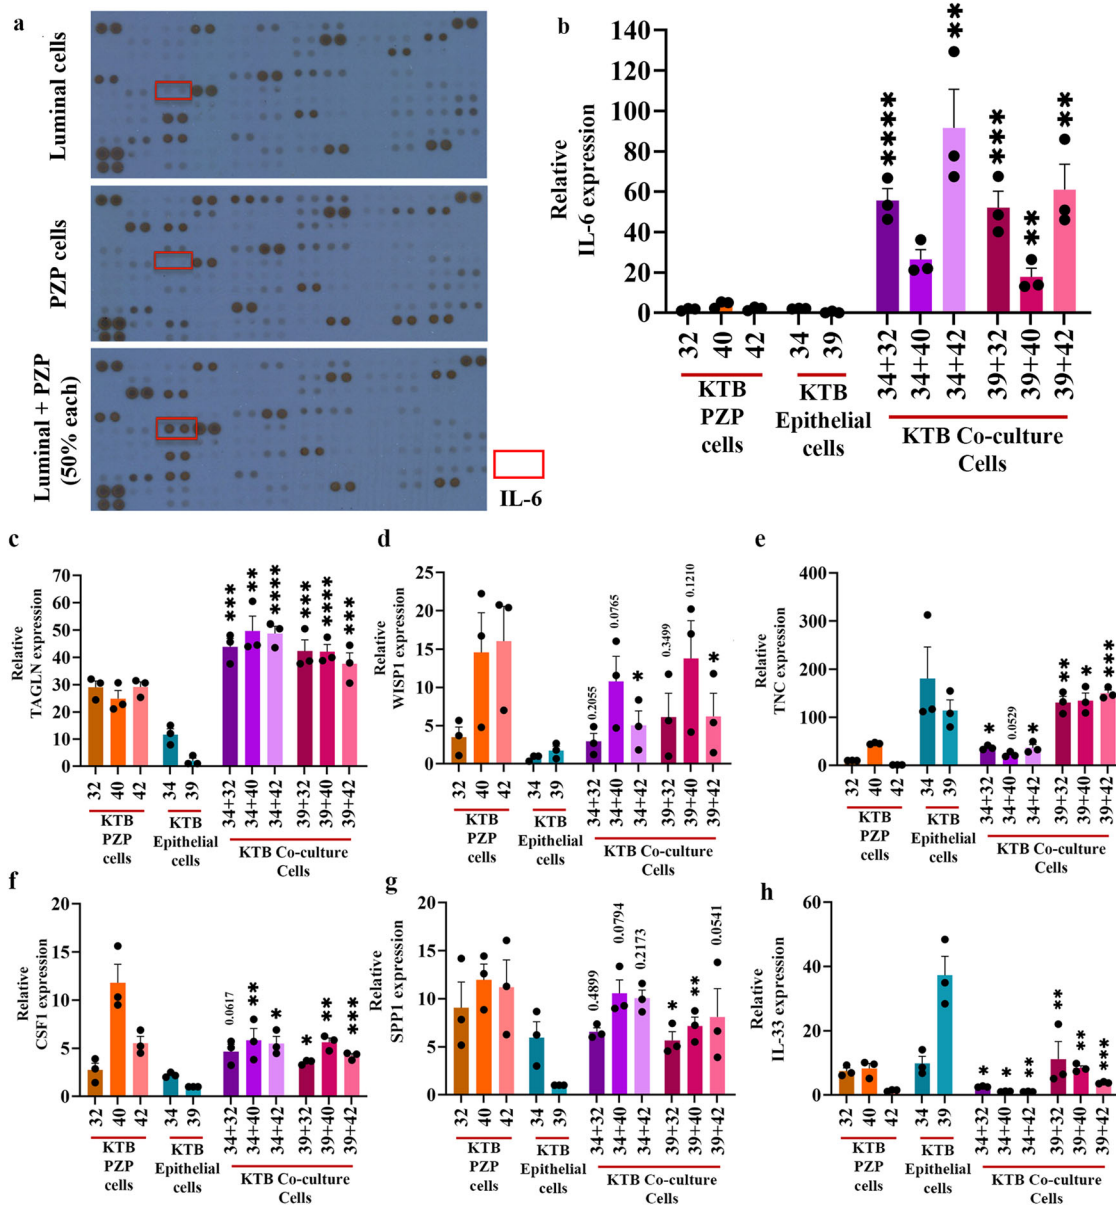 a
Luminal cells
PZP cells
Luminal + PZP
(50% each)
IL-6
b
Relative
IL-6 expression
140
120
100
80
60
40
20
0
**** ** *** ** **
32 40 42 34 39 34+32 34+40 34+42 39+32 39+40 39+42
KTB
PZP
cells
KTB
Epithelial
cells
KTB Co-culture
Cells
c
Relative
TAGLN expression
70
60
50
40
30
20
10
0
*** ** **** *** **** ***
32 40 42 34 39 34+32 34+40 34+42 39+32 39+40 39+42
KTB
PZP
cells
KTB
Epithelial
cells
KTB Co-culture
Cells
d
Relative
WISP1 expression
25
20
15
10
5
0
0.2055 0.0765 * 0.3499 0.1210 *
32 40 42 34 39 34+32 34+40 34+42 39+32 39+40 39+42
KTB
PZP
cells
KTB
Epithelial
cells
KTB Co-culture
Cells
e
Relative
TNC expression
400
300
200
100
0
* 0.0529 * ** * ***
32 40 42 34 39 34+32 34+40 34+42 39+32 39+40 39+42
KTB
PZP
cells
KTB
Epithelial
cells
KTB Co-culture
Cells
f
Relative
CSF1 expression
20
15
10
5
0
0.0617 ** * * ** ***
32 40 42 34 39 34+32 34+40 34+42 39+32 39+40 39+42
KTB
PZP
cells
KTB
Epithelial
cells
KTB Co-culture
Cells
g
Relative
SPP1 expression
20
15
10
5
0
0.4899 0.0794 0.2173 * ** 0.0541
32 40 42 34 39 34+32 34+40 34+42 39+32 39+40 39+42
KTB
PZP
cells
KTB
Epithelial
cells
KTB Co-culture
Cells
h
Relative
IL-33 expression
60
40
20
0
* * ** ** ** ***
32 40 42 34 39 34+32 34+40 34+42 39+32 39+40 39+42
KTB
PZP
cells
KTB
Epithelial
cells
KTB Co-culture
Cells